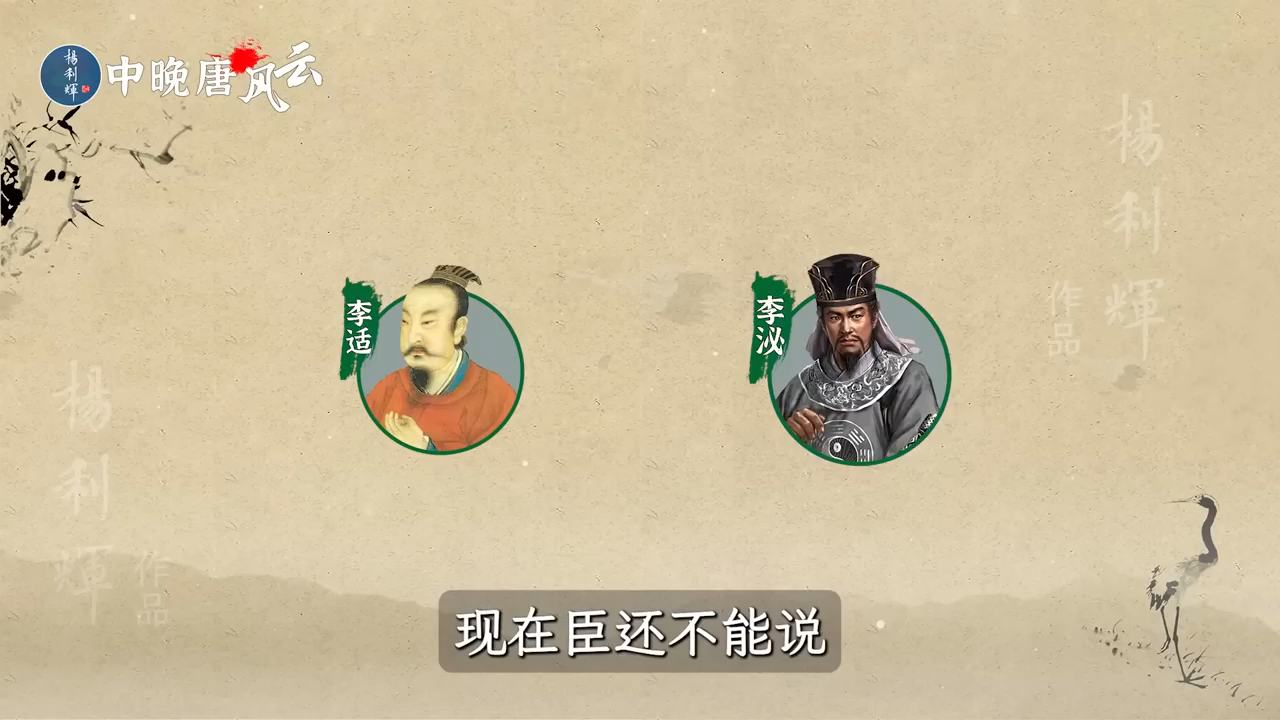 楊利輝
中晚唐风云
楊利輝
作品
李适
李泌
楊利輝
作品
现在臣还不能说